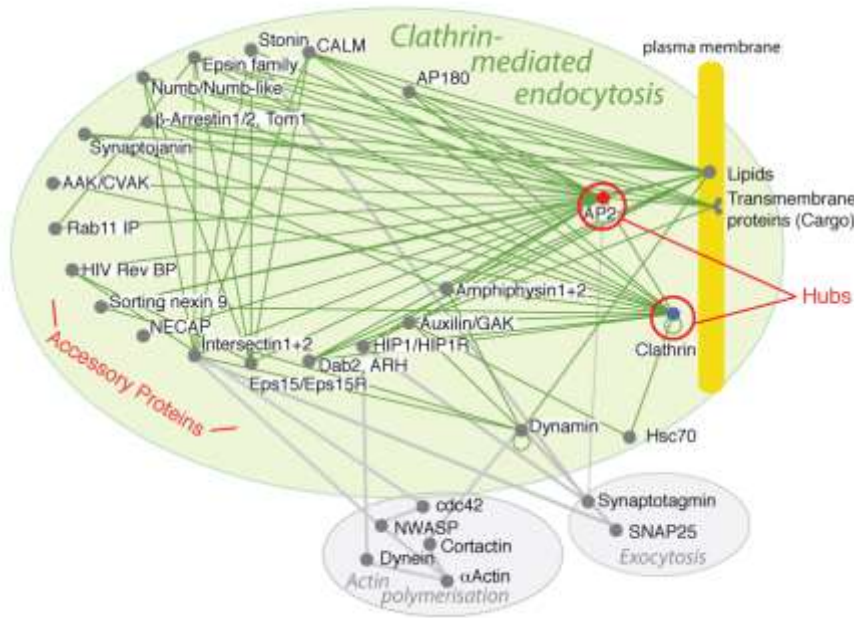 Stonin
CALM
Clathrin-
mediated
endocytosis
plasma membrane
Epsin family
Numb/Numb-like
AP180
β-Arrestin1/2, Tom1
Synaptojanin
Lipids
AAK/CVAK
Transmembrane
proteins (Cargo)
AP2
Rab11 IP
HIV Rev BP
Amphiphysin1+2
Hubs
Sorting nexin 9
NECAP
Auxilin/GAK
Intersectin1+2
HIP1/HIP1R
Clathrin
Dab2, ARH
Eps15/Eps15R
Accessory Proteins
Dynamin
Hsc70
cdc42
Synaptotagmin
NWASP
SNAP25
Cortactin
Exocytosis
Dynein
αActin
Actin
polymerisation